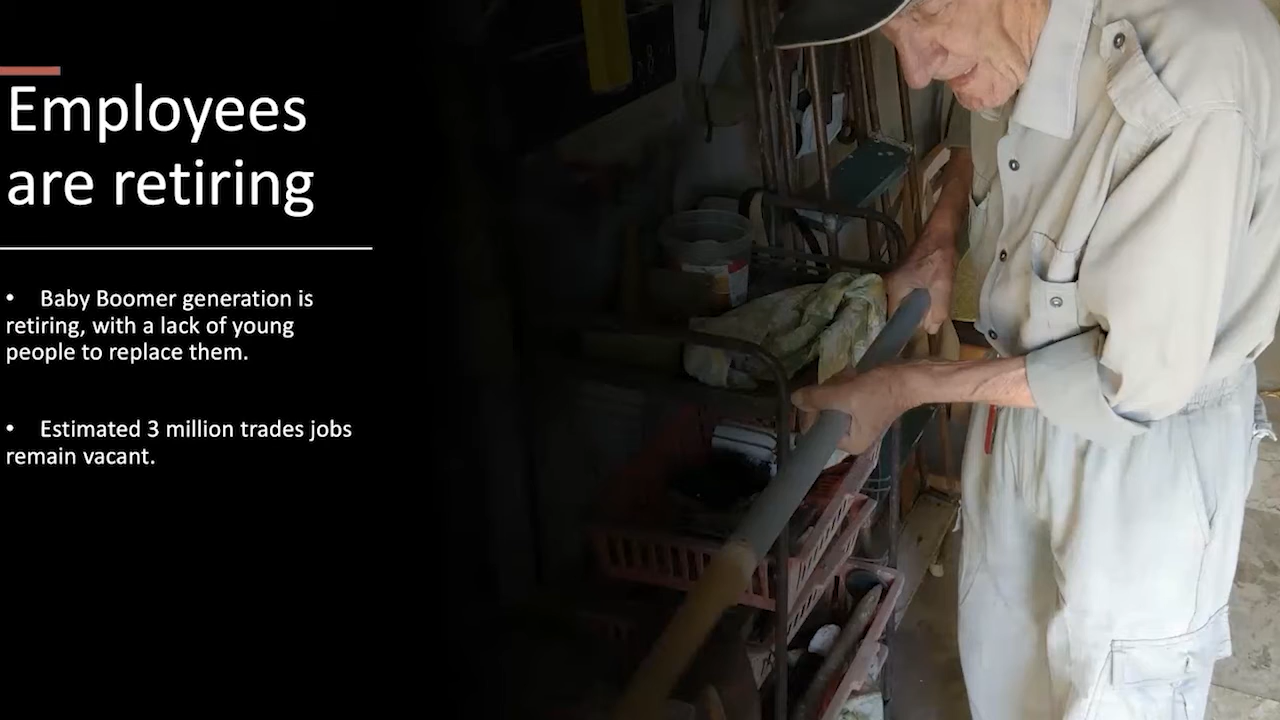 Employees
are retiring
• Baby Boomer generation is
retiring, with a lack of young
people to replace them.
• Estimated 3 million trades jobs
remain vacant.